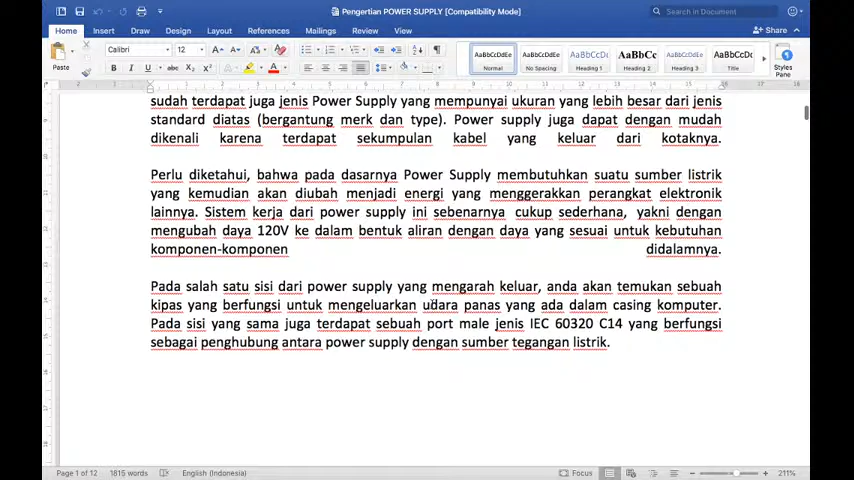 Pengertian POWER SUPPLY [Compatibility Mode]
Search in Document
Home Insert Draw Design Layout References Mailings Review View
Share
Paste
Calibri 12
AaBbCcDdEe AaBbCcDdEe AaBbCcDc AaBbCc AaBbCcDdEe AaBbCcDc
Normal No Spacing Heading 1 Heading 2 Heading 3 Title
Styles
Pane
sudah terdapat juga jenis Power Supply yang mempunyai ukuran yang lebih besar dari jenis
standard diatas (bergantung merk dan type). Power supply juga dapat dengan mudah
dikenali karena terdapat sekumpulan kabel yang keluar dari kotaknya.
Perlu diketahui, bahwa pada dasarnya Power Supply membutuhkan suatu sumber listrik
yang kemudian akan diubah menjadi energi yang menggerakkan perangkat elektronik
lainnya. Sistem kerja dari power supply ini sebenarnya cukup sederhana, yakni dengan
mengubah daya 120V ke dalam bentuk aliran dengan daya yang sesuai untuk kebutuhan
komponen-komponen didalamnya.
Pada salah satu sisi dari power supply yang mengarah keluar, anda akan temukan sebuah
kipas yang berfungsi untuk mengeluarkan udara panas yang ada dalam casing komputer.
Pada sisi yang sama juga terdapat sebuah port male jenis IEC 60320 C14 yang berfungsi
sebagai penghubung antara power supply dengan sumber tegangan listrik.
Page 1 of 12 1815 words English (Indonesia) Focus 211%